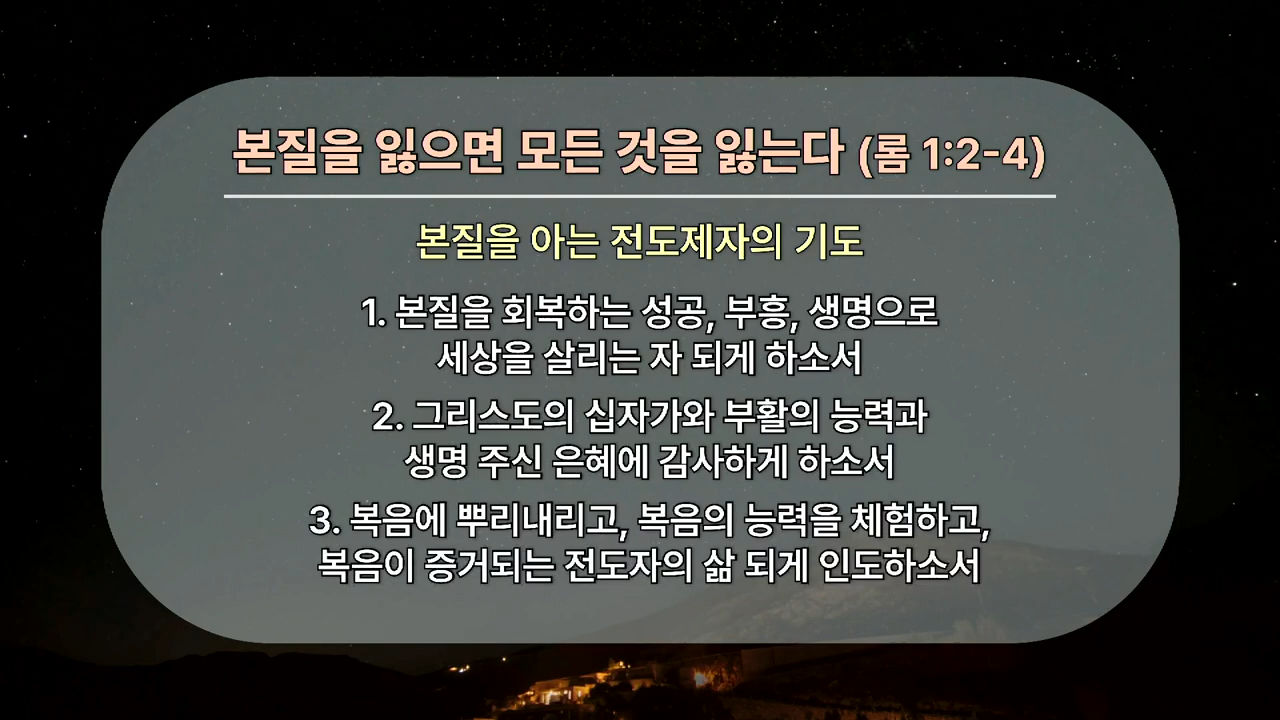 본질을 잃으면 모든 것을 잃는다 (롬 1:2-4)
본질을 아는 전도제자의 기도
1. 본질을 회복하는 성공, 부흥, 생명으로
세상을 살리는 자 되게 하소서
2. 그리스도의 십자가와 부활의 능력과
생명 주신 은혜에 감사하게 하소서
3. 복음에 뿌리내리고, 복음의 능력을 체험하고,
복음이 증거되는 전도자의 삶 되게 인도하소서